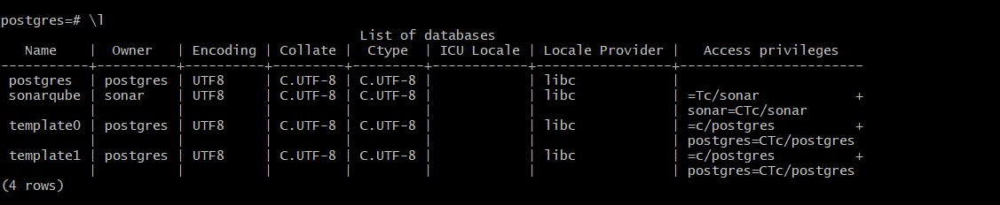 postgres=# \l
                                             List of databases
   Name    |  Owner   | Encoding | Collate |  Ctype  | ICU Locale | Locale Provider |   Access privileges
-----------+----------+----------+---------+---------+------------+-----------------+-----------------------
 postgres  | postgres | UTF8     | C.UTF-8 | C.UTF-8 |            | libc            |
 sonarqube | sonar    | UTF8     | C.UTF-8 | C.UTF-8 |            | libc            | =Tc/sonar            +
           |          |          |         |         |            |                 | sonar=CTc/sonar
 template0 | postgres | UTF8     | C.UTF-8 | C.UTF-8 |            | libc            | =c/postgres          +
           |          |          |         |         |            |                 | postgres=CTc/postgres
 template1 | postgres | UTF8     | C.UTF-8 | C.UTF-8 |            | libc            | =c/postgres          +
           |          |          |         |         |            |                 | postgres=CTc/postgres
(4 rows)